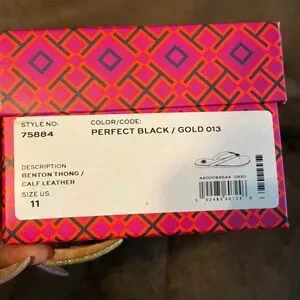 STYLE NO:
75884
COLOR/CODE:
PERFECT BLACK / GOLD 013
DESCRIPTION
BENTON THONG /
CALF LEATHER
SIZE US
11